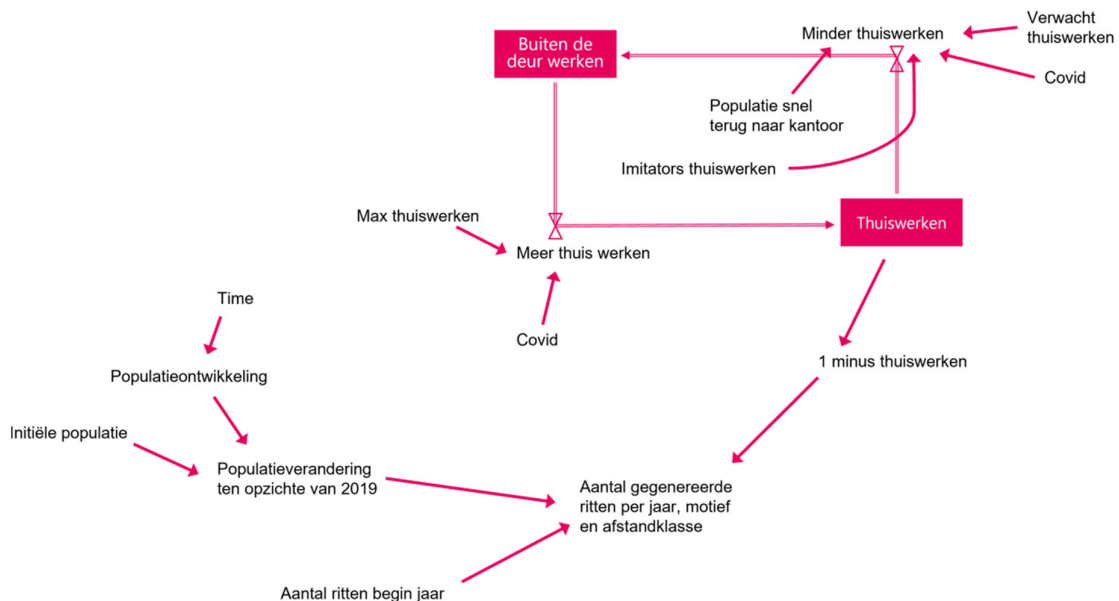 Verwacht
thuiswerken
Minder thuiswerken
Buiten de
deur werken
Covid
Populatie snel
terug naar kantoor
Imitators thuiswerken
Max thuiswerken
Thuiswerken
Meer thuis werken
Time
Covid
1 minus thuiswerken
Populatieontwikkeling
Initiële populatie
Populatieverandering
ten opzichte van 2019
Aantal gegenereerde
ritten per jaar, motief
en afstandklasse
Aantal ritten begin jaar